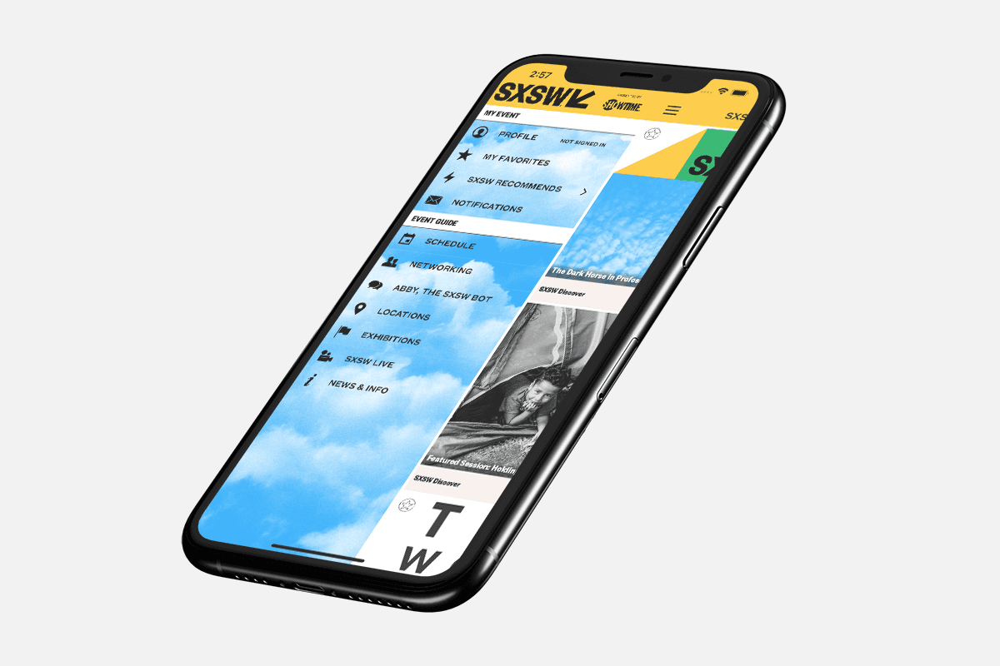 2:57
SXSW
SHOWTIME
SXS
MY EVENT
PROFILE
NOT SIGNED IN
MY FAVORITES
SXSW RECOMMENDS
NOTIFICATIONS
EVENT GUIDE
SCHEDULE
NETWORKING
ABBY, THE SXSW BOT
LOCATIONS
EXHIBITIONS
SXSW LIVE
NEWS & INFO
SX
The Dark Horse in Profes
SXSW Discover
Featured Session: Holdin
SXSW Discover
T
W